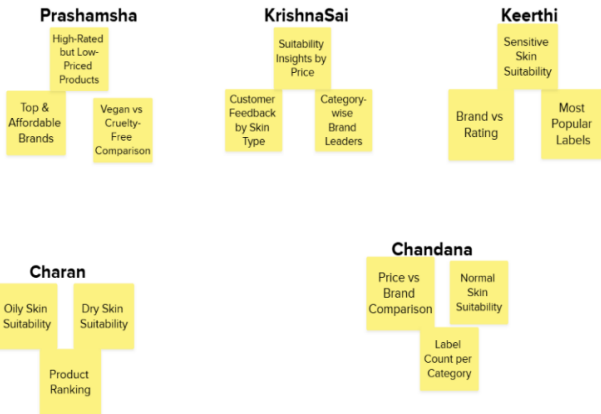 Prashamsha
High-Rated
but Low-
Priced
Products
Top &
Affordable
Brands
Vegan vs
Cruelty-
Free
Comparison
KrishnaSai
Suitability
Insights by
Price
Customer
Feedback
by Skin
Type
Category-
wise
Brand
Leaders
Keerthi
Sensitive
Skin
Suitability
Brand vs
Rating
Most
Popular
Labels
Charan
Oily Skin
Suitability
Dry Skin
Suitability
Product
Ranking
Chandana
Price vs
Brand
Comparison
Normal
Skin
Suitability
Label
Count per
Category